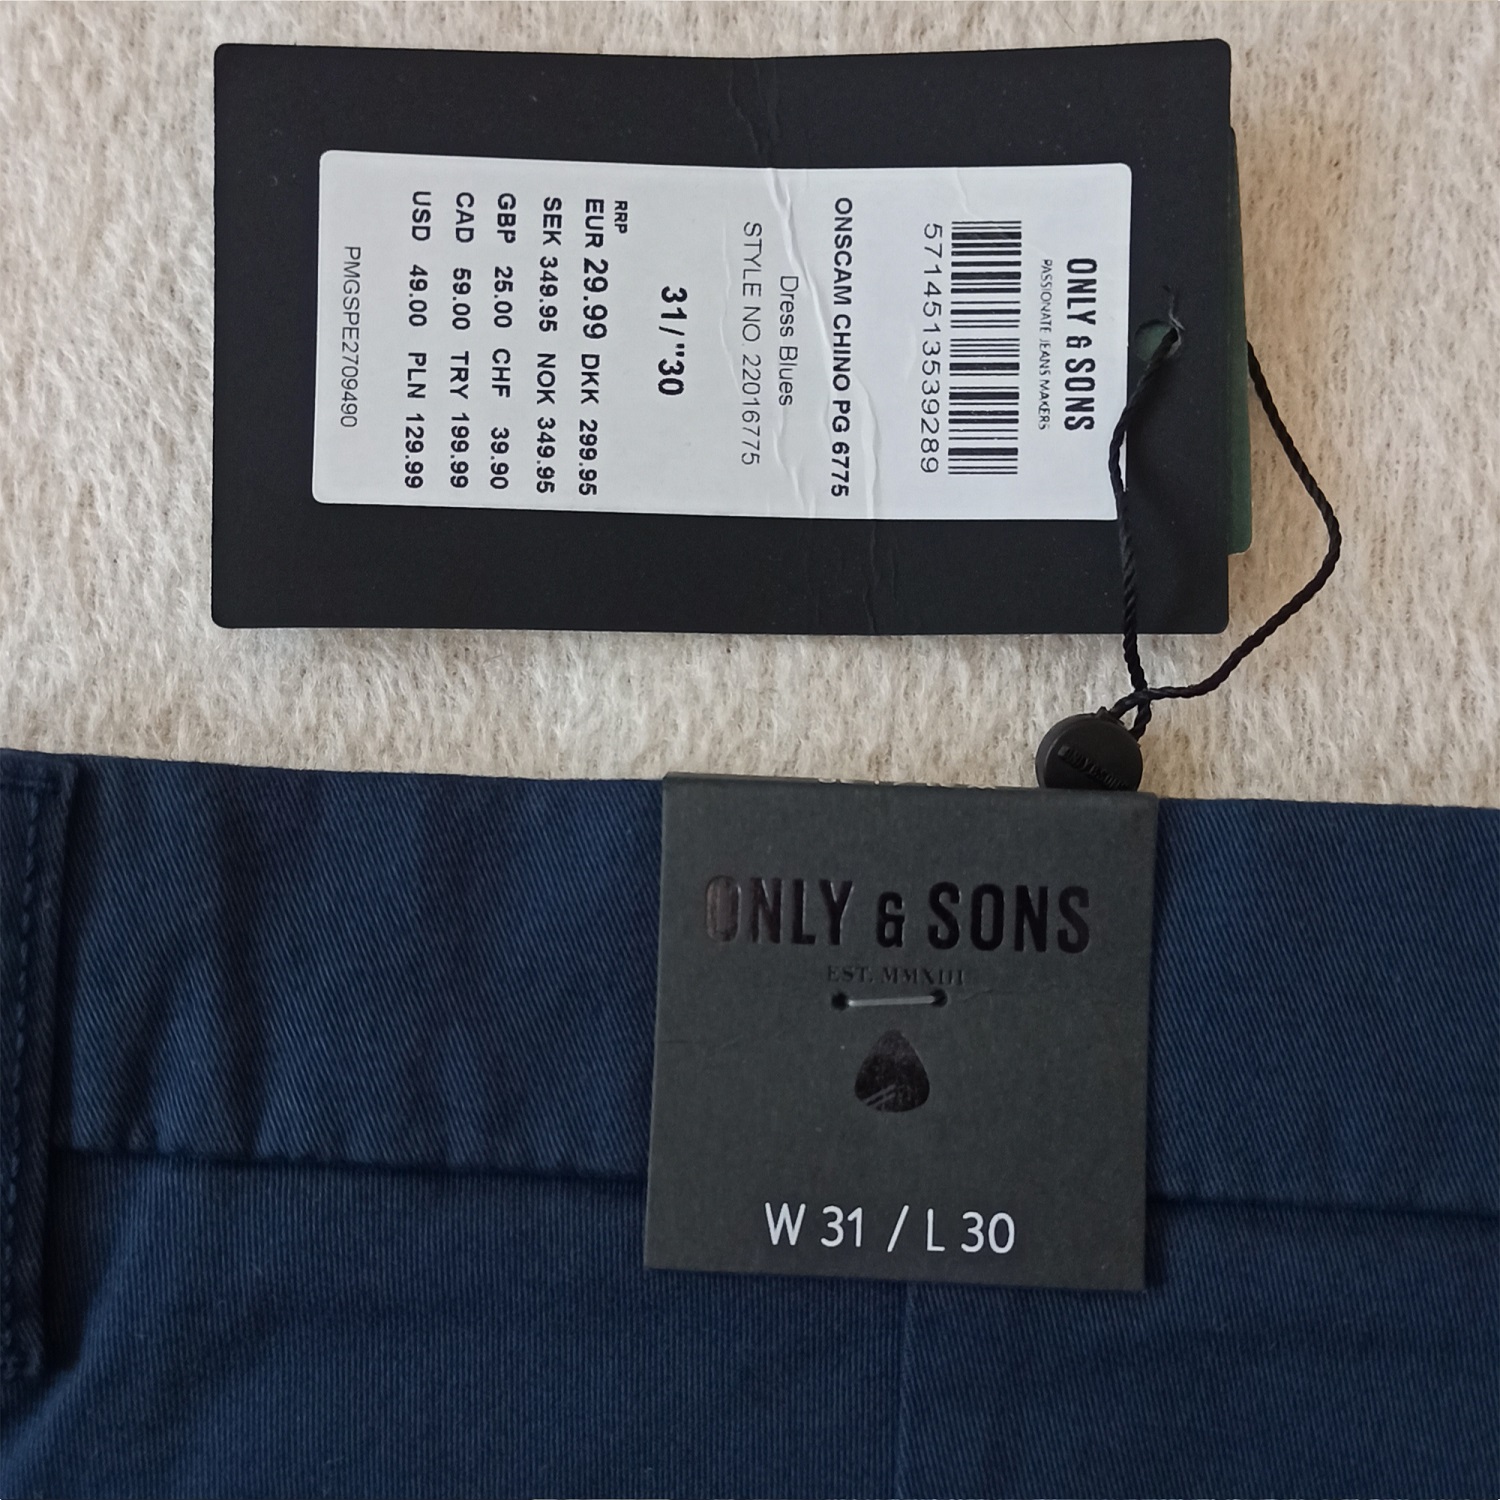 ONLY & SONS
PASSIONATE JEANS MAKERS
5714513539289
ONSCAM CHINO PG 6775
Dress Blues
STYLE NO. 22016775
31/"30
RRP
EUR 29.99 DKK 299.95
SEK 349.95 NOK 349.95
GBP 25.00 CHF 39.90
CAD 59.00 TRY 199.99
USD 49.00 PLN 129.99
PMGSPE2709490
ONLY & SONS
EST. MMXIII
W 31 / L 30